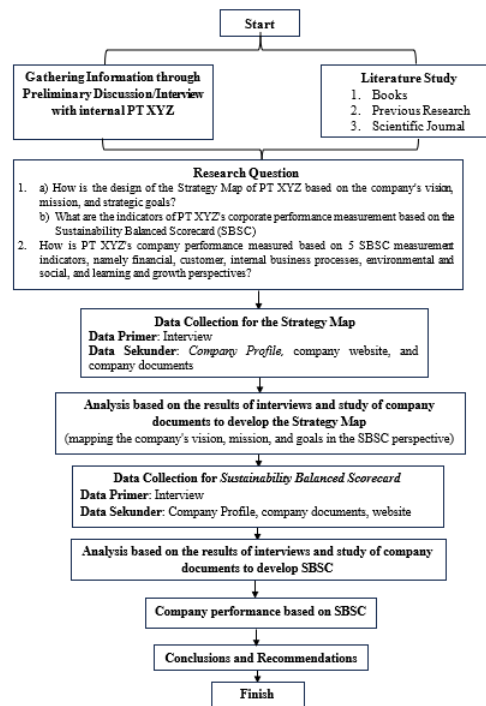 Start
Gathering Information through
Preliminary Discussion/Interview
with internal PT XYZ
Literature Study
1. Books
2. Previous Research
3. Scientific Journal
Research Question
1. a) How is the design of the Strategy Map of PT XYZ based on the company's vision,
mission, and strategic goals?
b) What are the indicators of PT XYZ's corporate performance measurement based on the
Sustainability Balanced Scorecard (SBSC)
2. How is PT XYZ's company performance measured based on 5 SBSC measurement
indicators, namely financial, customer, internal business processes, environmental and
social, and learning and growth perspectives?
Data Collection for the Strategy Map
Data Primer: Interview
Data Sekunder: Company Profile, company website, and
company documents
Analysis based on the results of interviews and study of company
documents to develop the Strategy Map
(mapping the company's vision, mission, and goals in the SBSC perspective)
Data Collection for Sustainability Balanced Scorecard
Data Primer: Interview
Data Sekunder: Company Profile, company documents, website
Analysis based on the results of interviews and study of company
documents to develop SBSC
Company performance based on SBSC
Conclusions and Recommendations
Finish